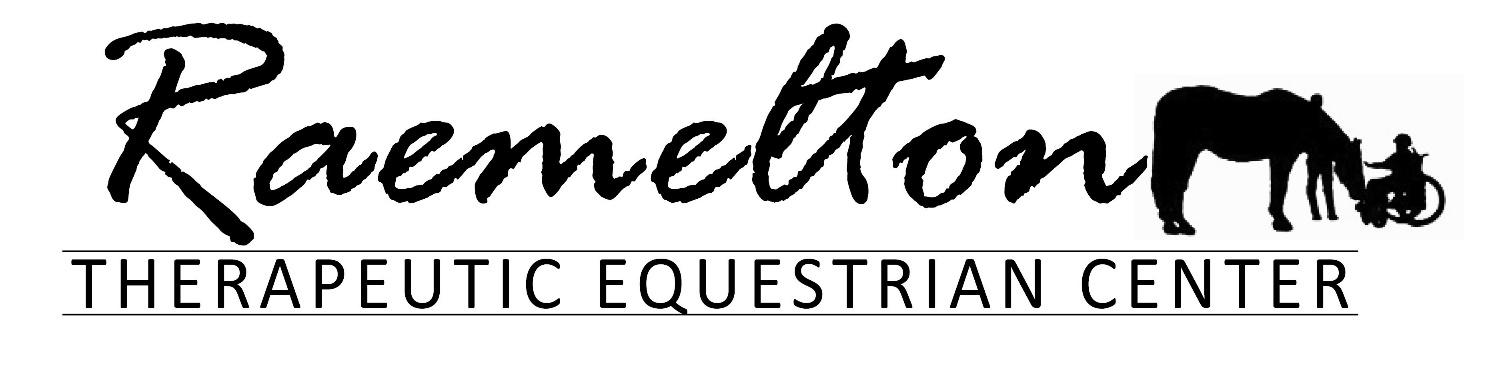 Raemelton
THERAPEUTIC EQUESTRIAN CENTER